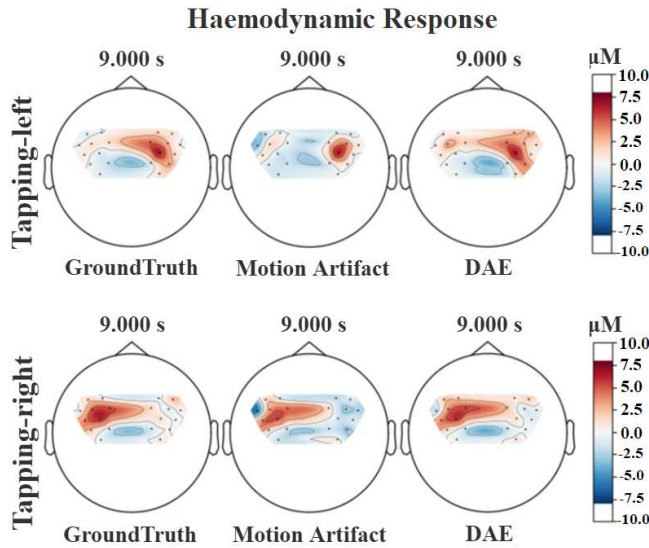 Haemodynamic Response
9.000 s 9.000 s 9.000 s
µM
Tapping-left
10.0
7.5
5.0
2.5
0.0
-2.5
-5.0
-7.5
-10.0
GroundTruth Motion Artifact DAE
9.000 s 9.000 s 9.000 s
µM
Tapping-right
10.0
7.5
5.0
2.5
0.0
-2.5
-5.0
-7.5
-10.0
GroundTruth Motion Artifact DAE